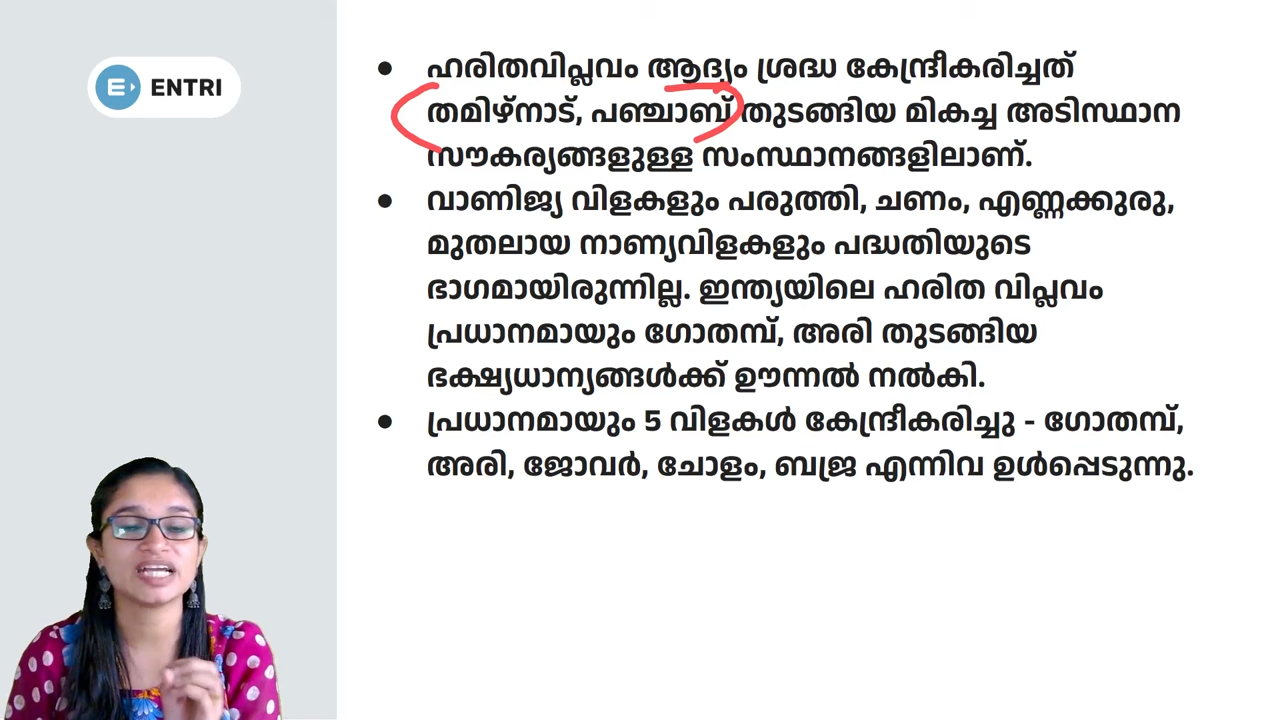 ENTRI
● ഹരിതവിപ്ലവം ആദ്യം ശ്രദ്ധ കേന്ദ്രീകരിച്ചത്
തമിഴ്നാട്, പഞ്ചാബ് തുടങ്ങിയ മികച്ച അടിസ്ഥാന
സൗകര്യങ്ങളുള്ള സംസ്ഥാനങ്ങളിലാണ്.
● വാണിജ്യ വിളകളും പരുത്തി, ചണം, എണ്ണക്കുരു,
മുതലായ നാണ്യവിളകളും പദ്ധതിയുടെ
ഭാഗമായിരുന്നില്ല. ഇന്ത്യയിലെ ഹരിത വിപ്ലവം
പ്രധാനമായും ഗോതമ്പ്, അരി തുടങ്ങിയ
ഭക്ഷ്യധാന്യങ്ങൾക്ക് ഊന്നൽ നൽകി.
● പ്രധാനമായും 5 വിളകൾ കേന്ദ്രീകരിച്ചു - ഗോതമ്പ്,
അരി, ജോവർ, ചോളം, ബജ്ര എന്നിവ ഉൾപ്പെടുന്നു.